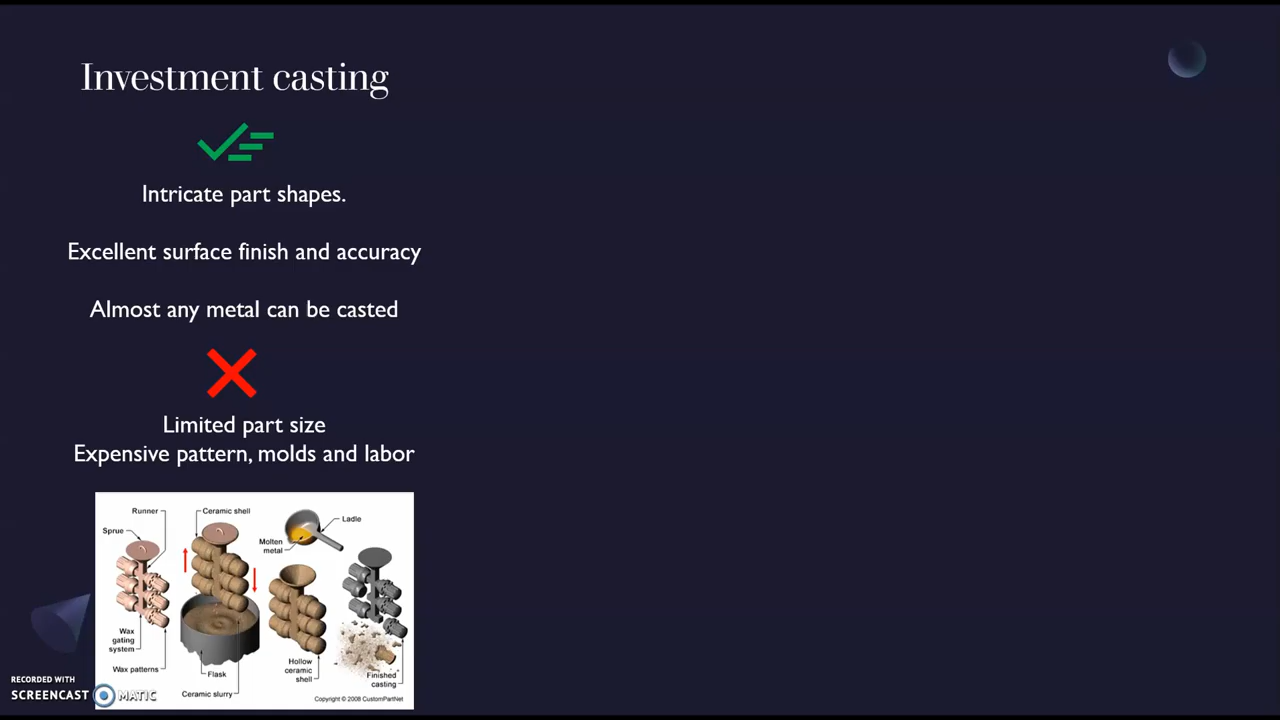 Investment casting
Intricate part shapes.
Excellent surface finish and accuracy
Almost any metal can be casted
Limited part size
Expensive pattern, molds and labor
Runner
Sprue
Wax
gating
system
Wax patterns
Ceramic shell
Flask
Ceramic slurry
Molten
metal
Ladle
Hollow
ceramic
shell
Finished
casting
Copyright © 2008 CustomPartNet
RECORDED WITH
SCREENCAST MATIC